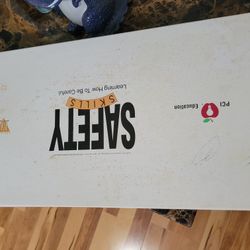 SAFETY
SKILLS
Learning How To Be Careful
PCI
Education